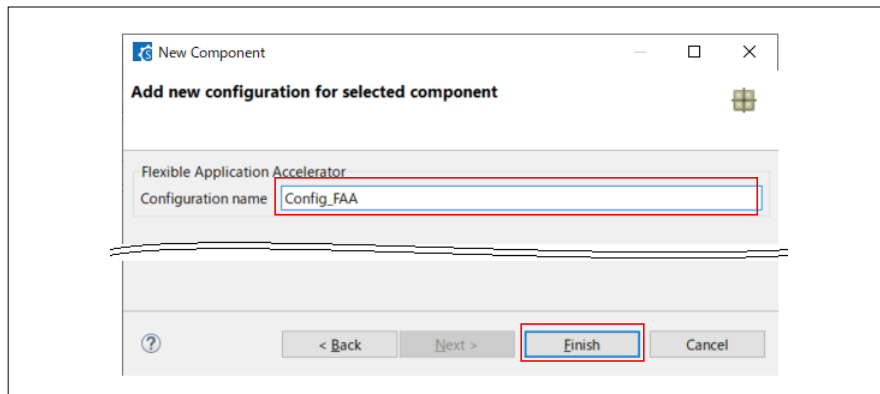 New Component
Add new configuration for selected component
Flexible Application Accelerator
Configuration name Config_FAA
< Back Next > Finish Cancel